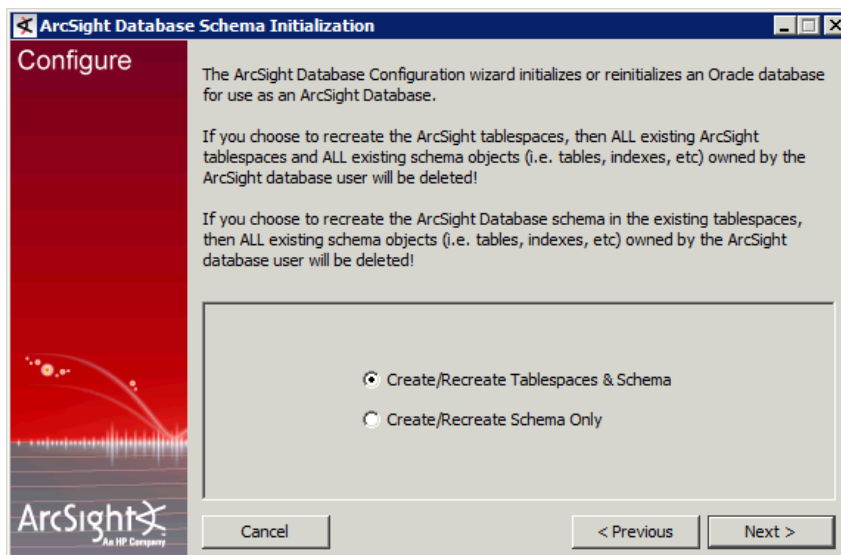 ArcSight Database Schema Initialization
Configure
The ArcSight Database Configuration wizard initializes or reinitializes an Oracle database
for use as an ArcSight Database.
If you choose to recreate the ArcSight tablespaces, then ALL existing ArcSight
tablespaces and ALL existing schema objects (i.e. tables, indexes, etc) owned by the
ArcSight database user will be deleted!
If you choose to recreate the ArcSight Database schema in the existing tablespaces,
then ALL existing schema objects (i.e. tables, indexes, etc) owned by the ArcSight
database user will be deleted!
Create/Recreate Tablespaces & Schema
Create/Recreate Schema Only
ArcSight
An HP Company
Cancel
< Previous
Next >